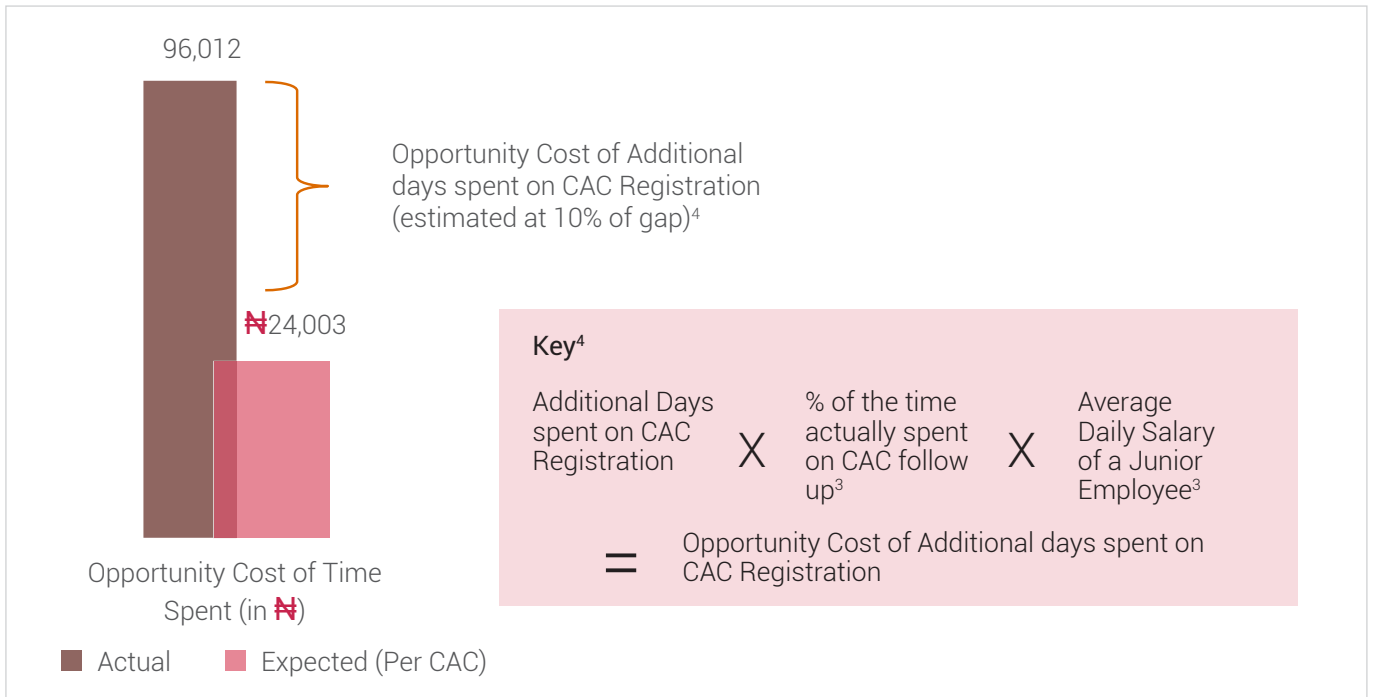 96,012
Opportunity Cost of Additional
days spent on CAC Registration
(estimated at 10% of gap)⁴
₦24,003
Key⁴
Additional Days
spent on CAC
Registration
X
% of the time
actually spent
on CAC follow
up³
X
Average
Daily Salary
of a Junior
Employee³
=
Opportunity Cost of Additional days spent on
CAC Registration
Opportunity Cost of Time
Spent (in ₦)
Actual
Expected (Per CAC)